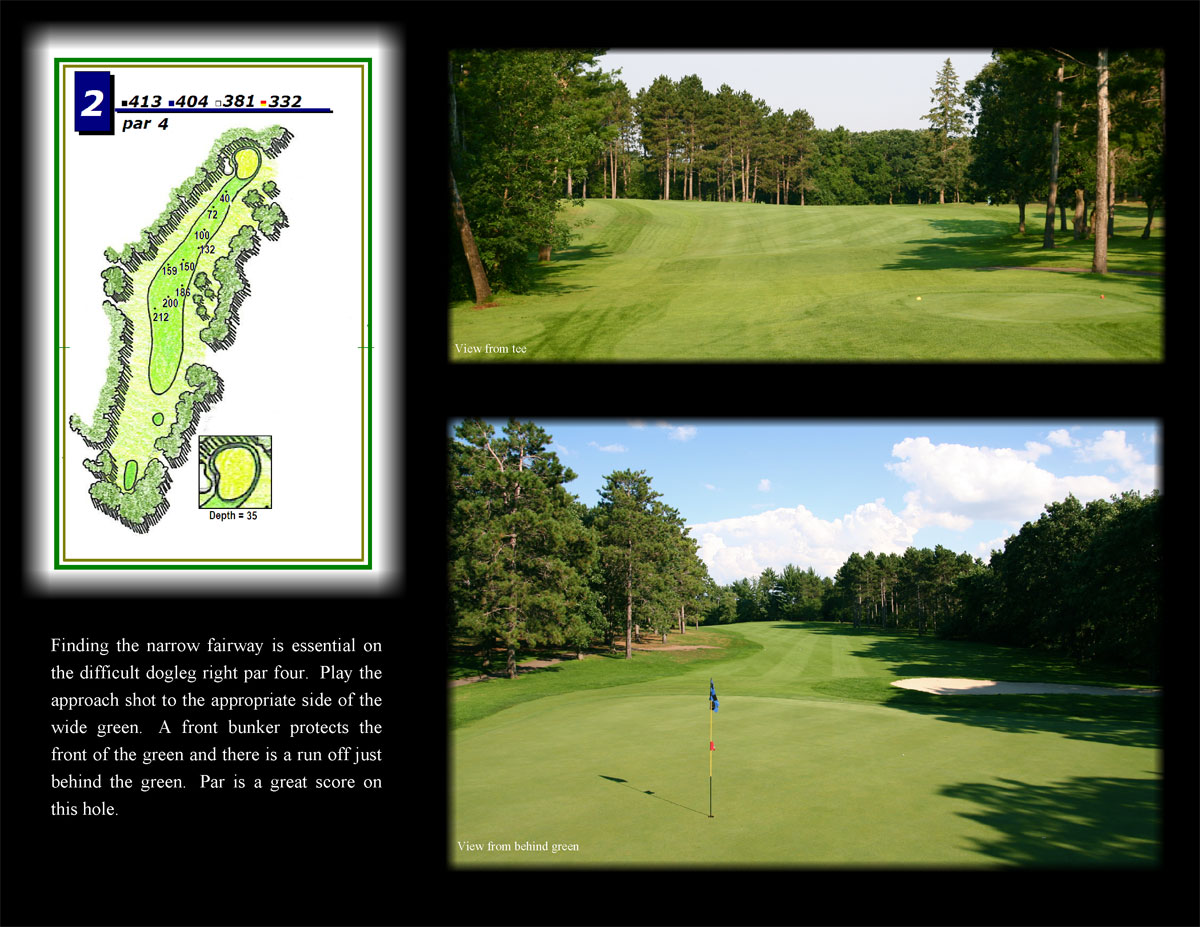 2
413 404 381 332
par 4
40
72
100
132
159 150
186
200
212
Depth = 35
View from tee
Finding the narrow fairway is essential on
the difficult dogleg right par four. Play the
approach shot to the appropriate side of the
wide green. A front bunker protects the
front of the green and there is a run off just
behind the green. Par is a great score on
this hole.
View from behind green